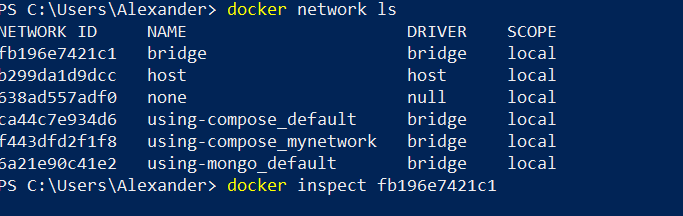 PS C:\Users\Alexander> docker network ls
NETWORK ID     NAME                      DRIVER    SCOPE
fb196e7421c1   bridge                    bridge    local
b299da1d9dcc   host                      host      local
638ad557adf0   none                      null      local
ca44c7e934d6   using-compose_default     bridge    local
f443dfd2f1f8   using-compose_mynetwork   bridge    local
6a21e90c41e2   using-mongo_default       bridge    local
PS C:\Users\Alexander> docker inspect fb196e7421c1